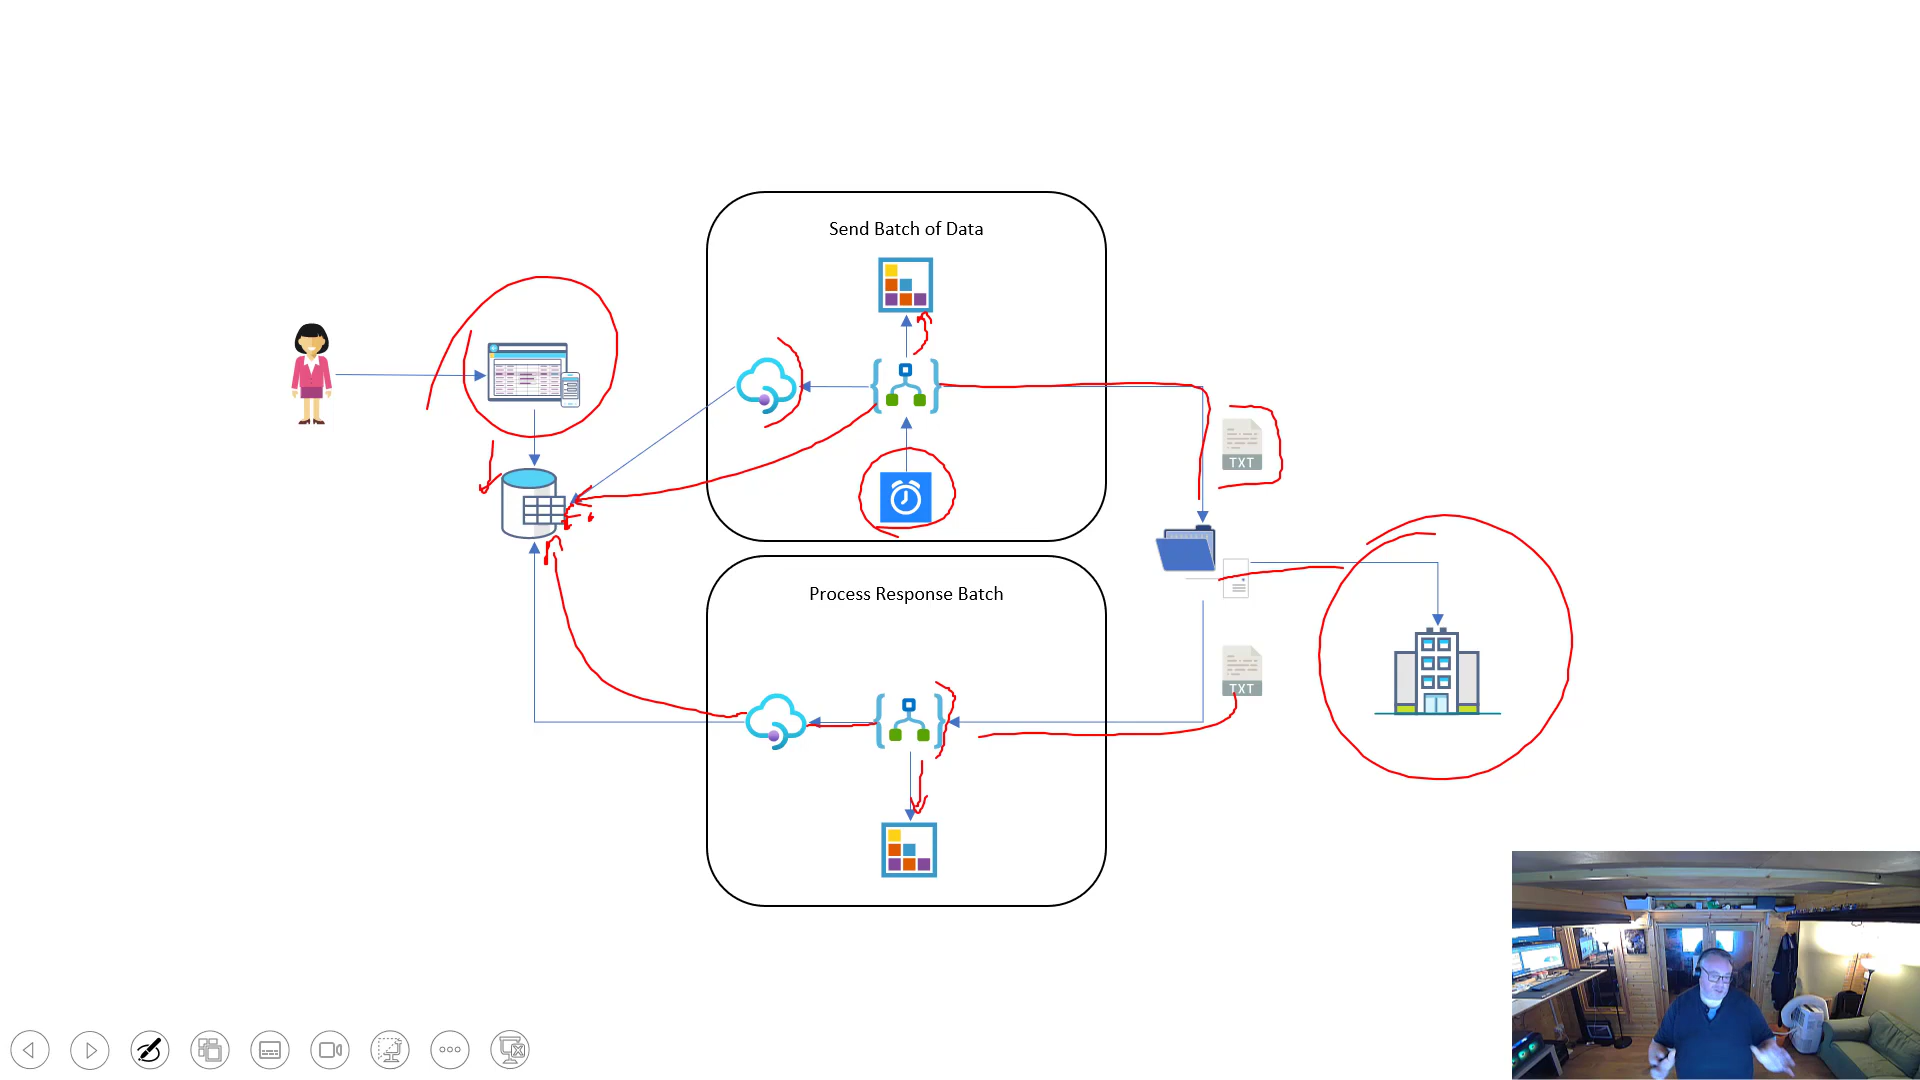 Send Batch of Data
TXT
Process Response Batch
TXT